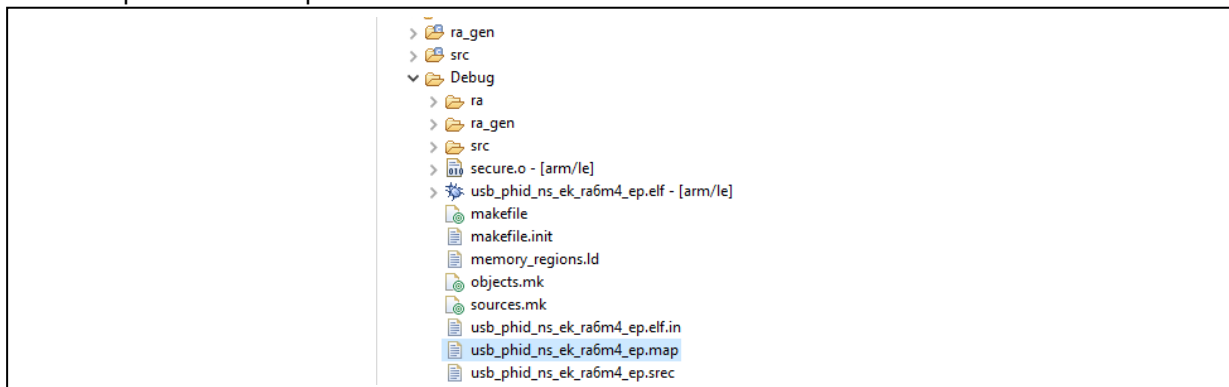 ra_gen
src
Debug
ra
ra_gen
src
secure.o - [arm/le]
usb_phid_ns_ek_ra6m4_ep.elf - [arm/le]
makefile
makefile.init
memory_regions.ld
objects.mk
sources.mk
usb_phid_ns_ek_ra6m4_ep.elf.in
usb_phid_ns_ek_ra6m4_ep.map
usb_phid_ns_ek_ra6m4_ep.srec